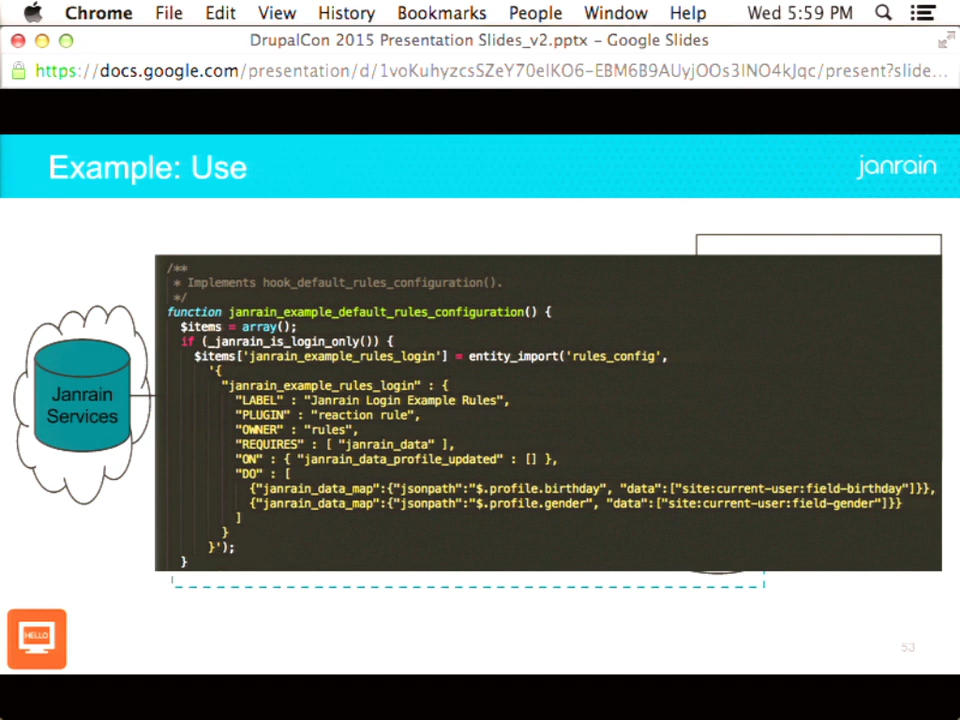 Chrome File Edit View History Bookmarks People Window Help Wed 5:59 PM
DrupalCon 2015 Presentation Slides_v2.pptx – Google Slides
https://docs.google.com/presentation/d/1voKuhyzcsSZeY70elKO6-EBM6B9AUyjOOs3lNO4kJqc/present?slide...
Example: Use
janrain
/**
* Implements hook_default_rules_configuration().
*/
function janrain_example_default_rules_configuration() {
$items = array();
if (_janrain_is_login_only()) {
$items['janrain_example_rules_login'] = entity_import('rules_config',
'{
"janrain_example_rules_login" : {
"LABEL" : "Janrain Login Example Rules",
"PLUGIN" : "reaction rule",
"OWNER" : "rules",
"REQUIRES" : [ "janrain_data" ],
"ON" : { "janrain_data_profile_updated" : [] },
"DO" : [
{"janrain_data_map":{"jsonpath":"$.profile.birthday", "data":["site:current-user:field-birthday"]}},
{"janrain_data_map":{"jsonpath":"$.profile.gender", "data":["site:current-user:field-gender"]}}
]
}
}');
}
Janrain
Services
HELLO
53